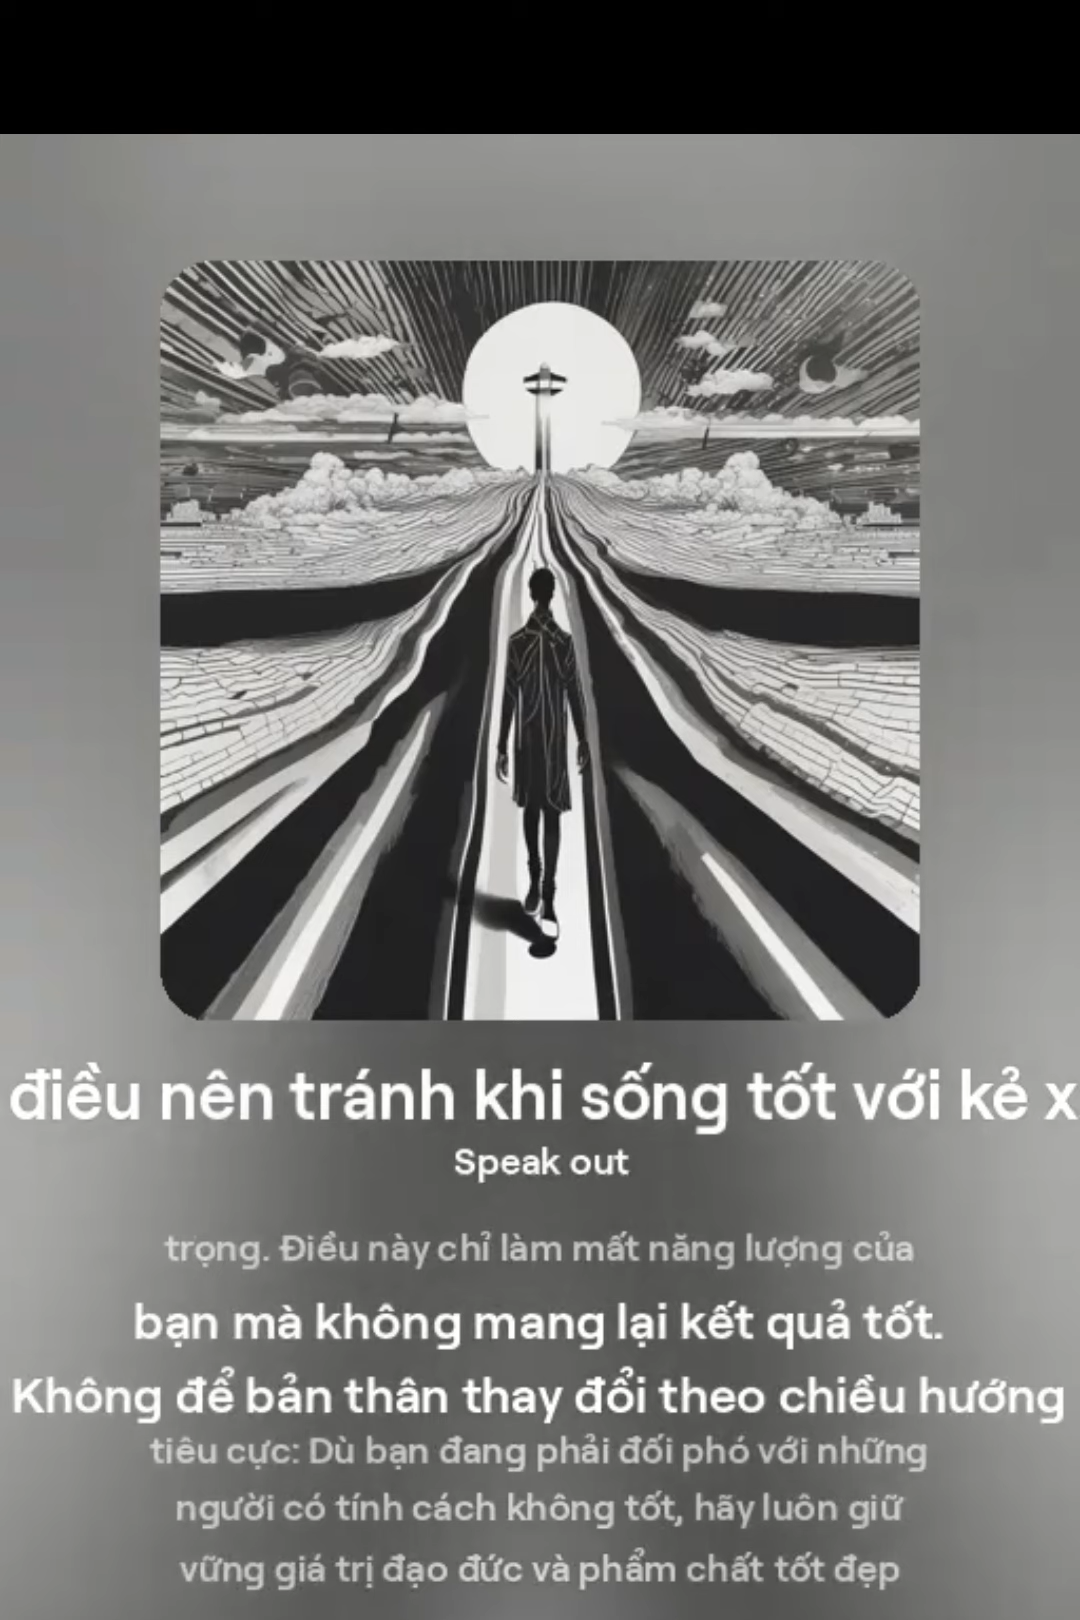 điều nên tránh khi sống tốt với kẻ x
Speak out
trọng. Điều này chỉ làm mất năng lượng của
bạn mà không mang lại kết quả tốt.
Không để bản thân thay đổi theo chiều hướng
tiêu cực: Dù bạn đang phải đối phó với những
người có tính cách không tốt, hãy luôn giữ
vững giá trị đạo đức và phẩm chất tốt đẹp